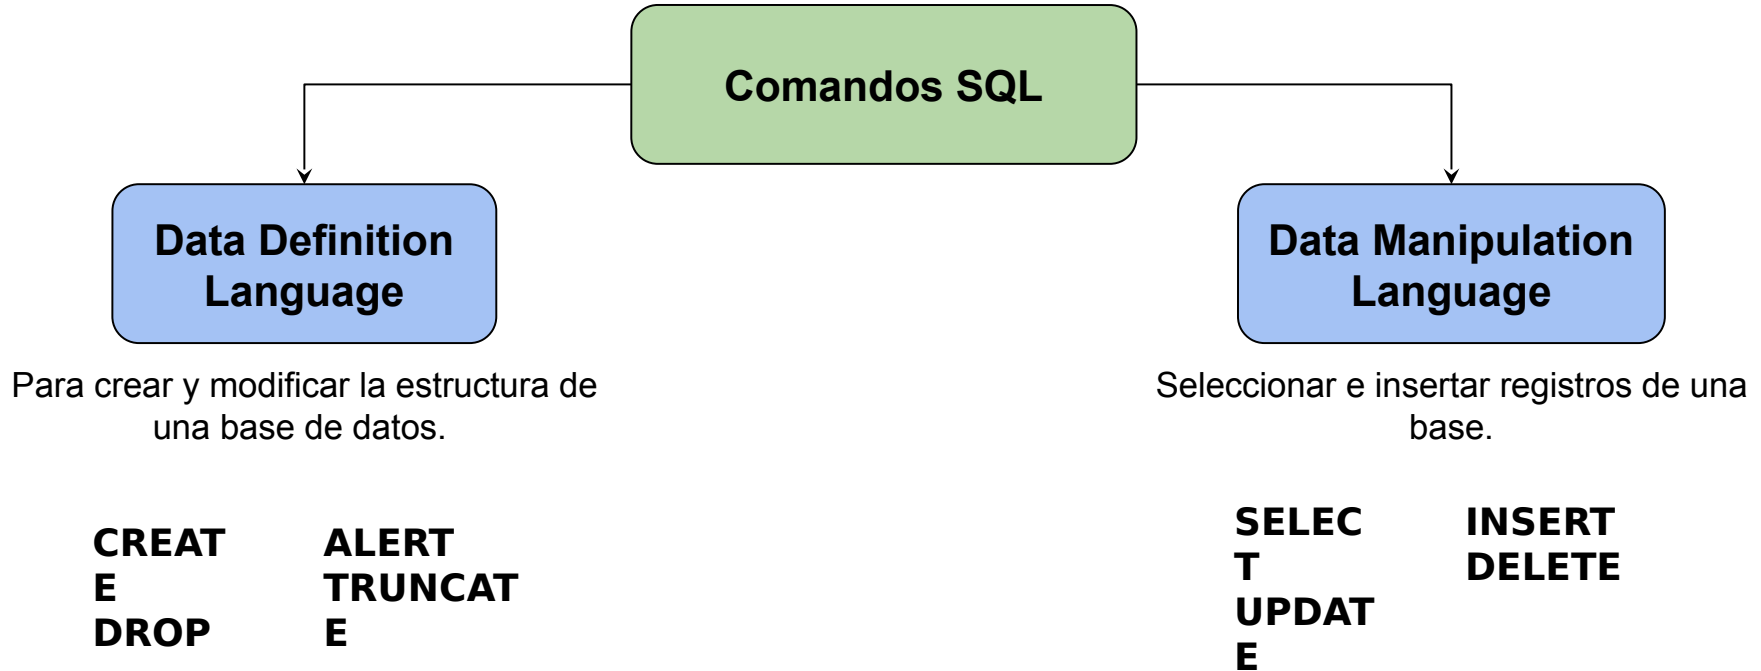 Comandos SQL
Data Definition
Language
Para crear y modificar la estructura de
una base de datos.
CREAT
E
DROP
ALERT
TRUNCAT
E
Data Manipulation
Language
Seleccionar e insertar registros de una
base.
SELEC
T
UPDAT
E
INSERT
DELETE